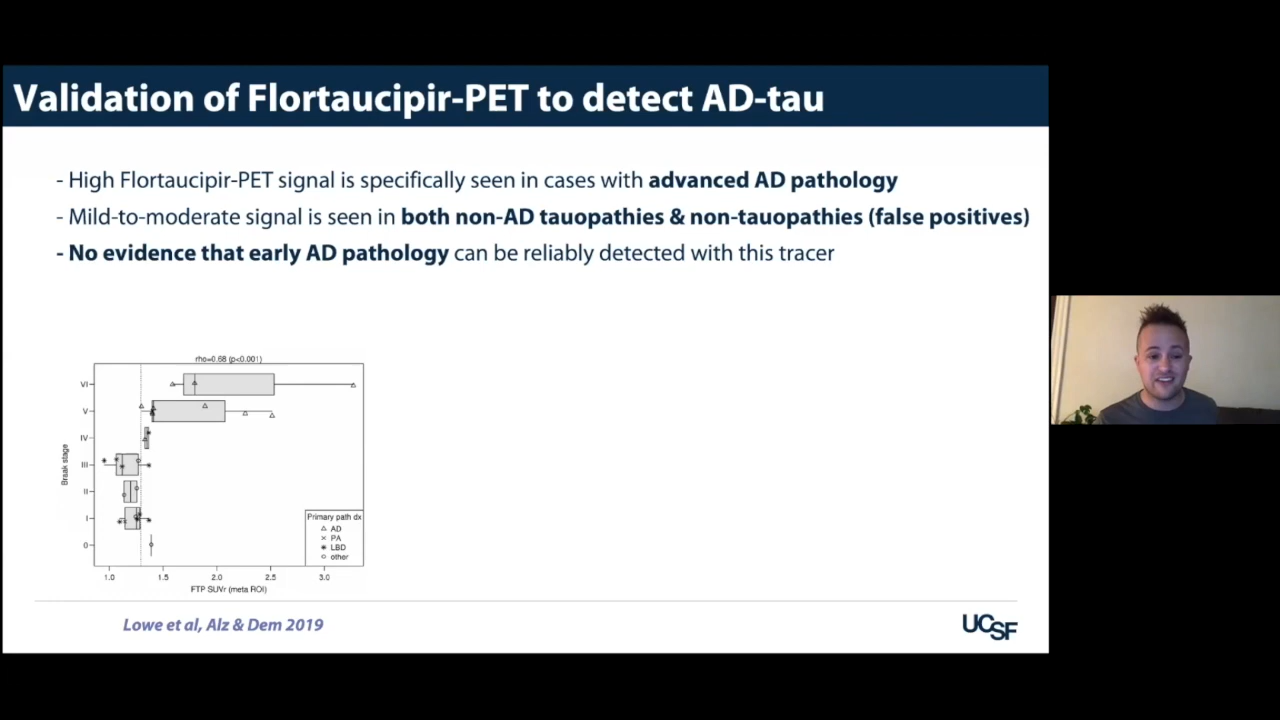 Validation of Flortaucipir-PET to detect AD-tau
- High Flortaucipir-PET signal is specifically seen in cases with advanced AD pathology
- Mild-to-moderate signal is seen in both non-AD tauopathies & non-tauopathies (false positives)
- No evidence that early AD pathology can be reliably detected with this tracer
rho=0.68 (p<0.001)
VI
V
IV
III
II
I
0
Braak stage
Primary path dx
AD
PA
LBD
other
1.0 1.5 2.0 2.5 3.0
FTP SUVr (meta ROI)
Lowe et al, Alz & Dem 2019
UCSF